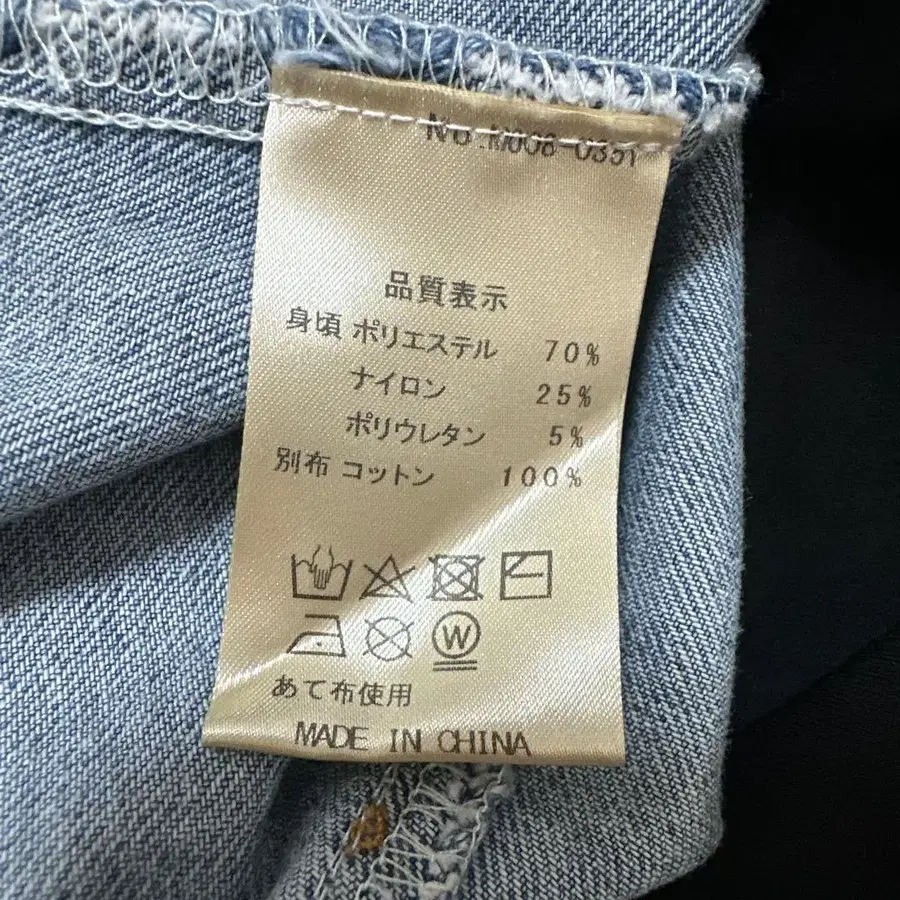 品質表示
身頃 ポリエステル 70%
ナイロン 25%
ポリウレタン 5%
別布 コットン 100%
W
あて布使用
MADE IN CHINA